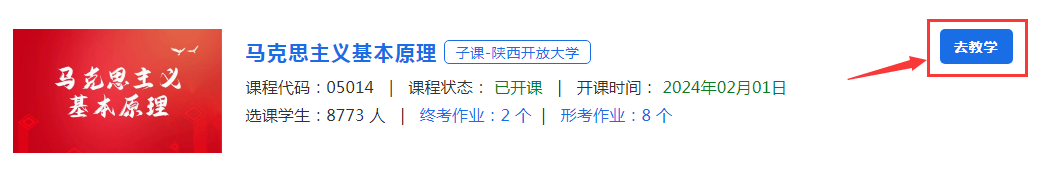 马克思主义
基本原理
马克思主义基本原理 子课-陕西开放大学
课程代码：05014 | 课程状态： 已开课 | 开课时间： 2024年02月01日
选课学生：8773 人 | 终考作业：2 个 | 形考作业：8 个
去教学